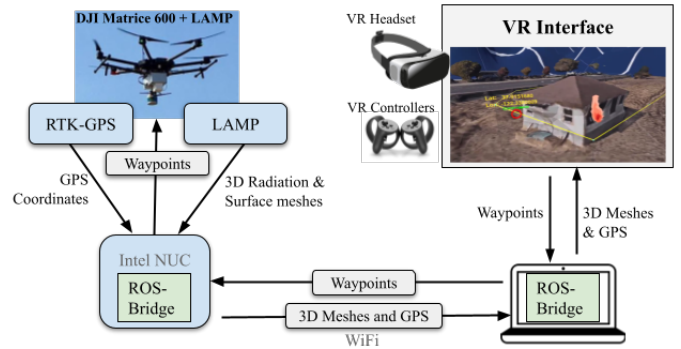 DJI Matrice 600 + LAMP
RTK-GPS
LAMP
Waypoints
GPS
Coordinates
3D Radiation &
Surface meshes
Intel NUC
ROS-
Bridge
VR Headset
VR Controllers
VR Interface
Waypoints
3D Meshes
& GPS
Waypoints
3D Meshes and GPS
WiFi
ROS-
Bridge